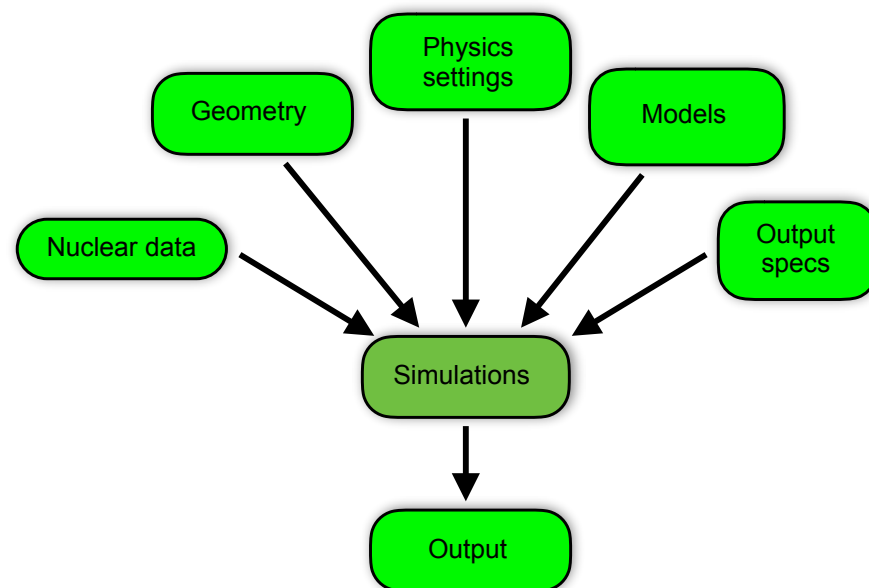 Physics
settings
Geometry
Models
Nuclear data
Output
specs
Simulations
Output